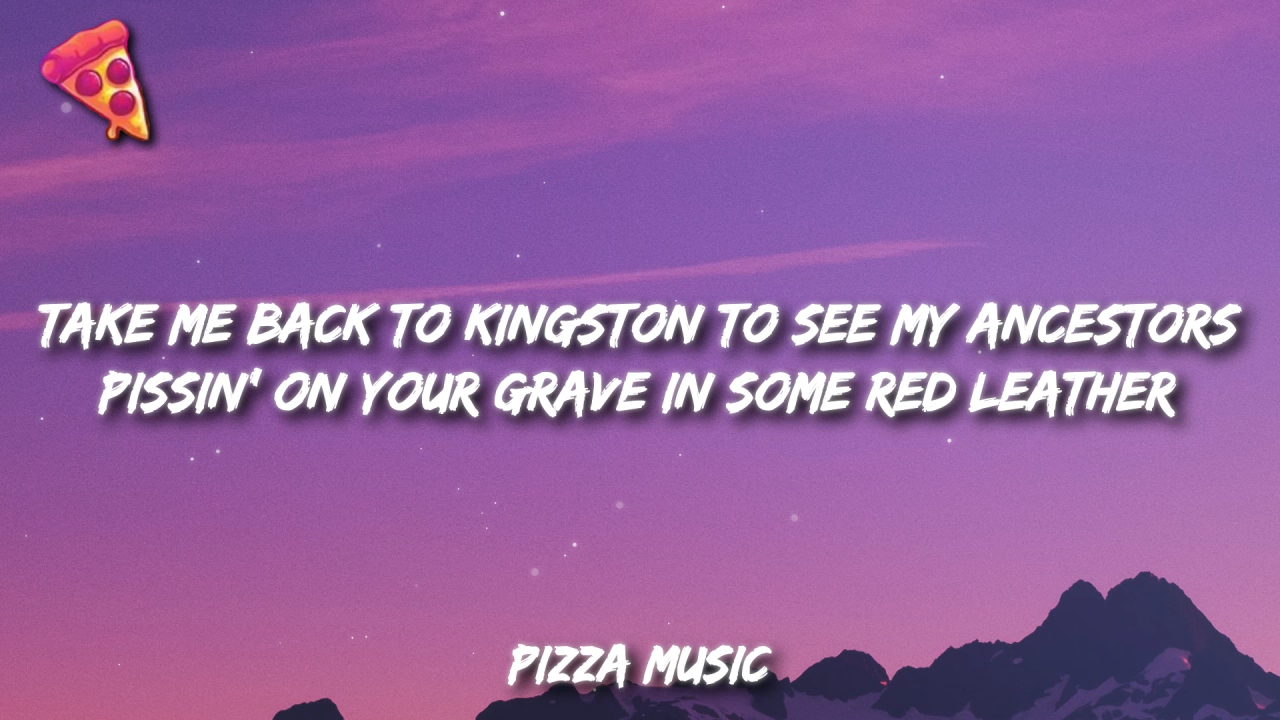 TAKE ME BACK TO KINGSTON TO SEE MY ANCESTORS
PISSIN' ON YOUR GRAVE IN SOME RED LEATHER
PIZZA MUSIC